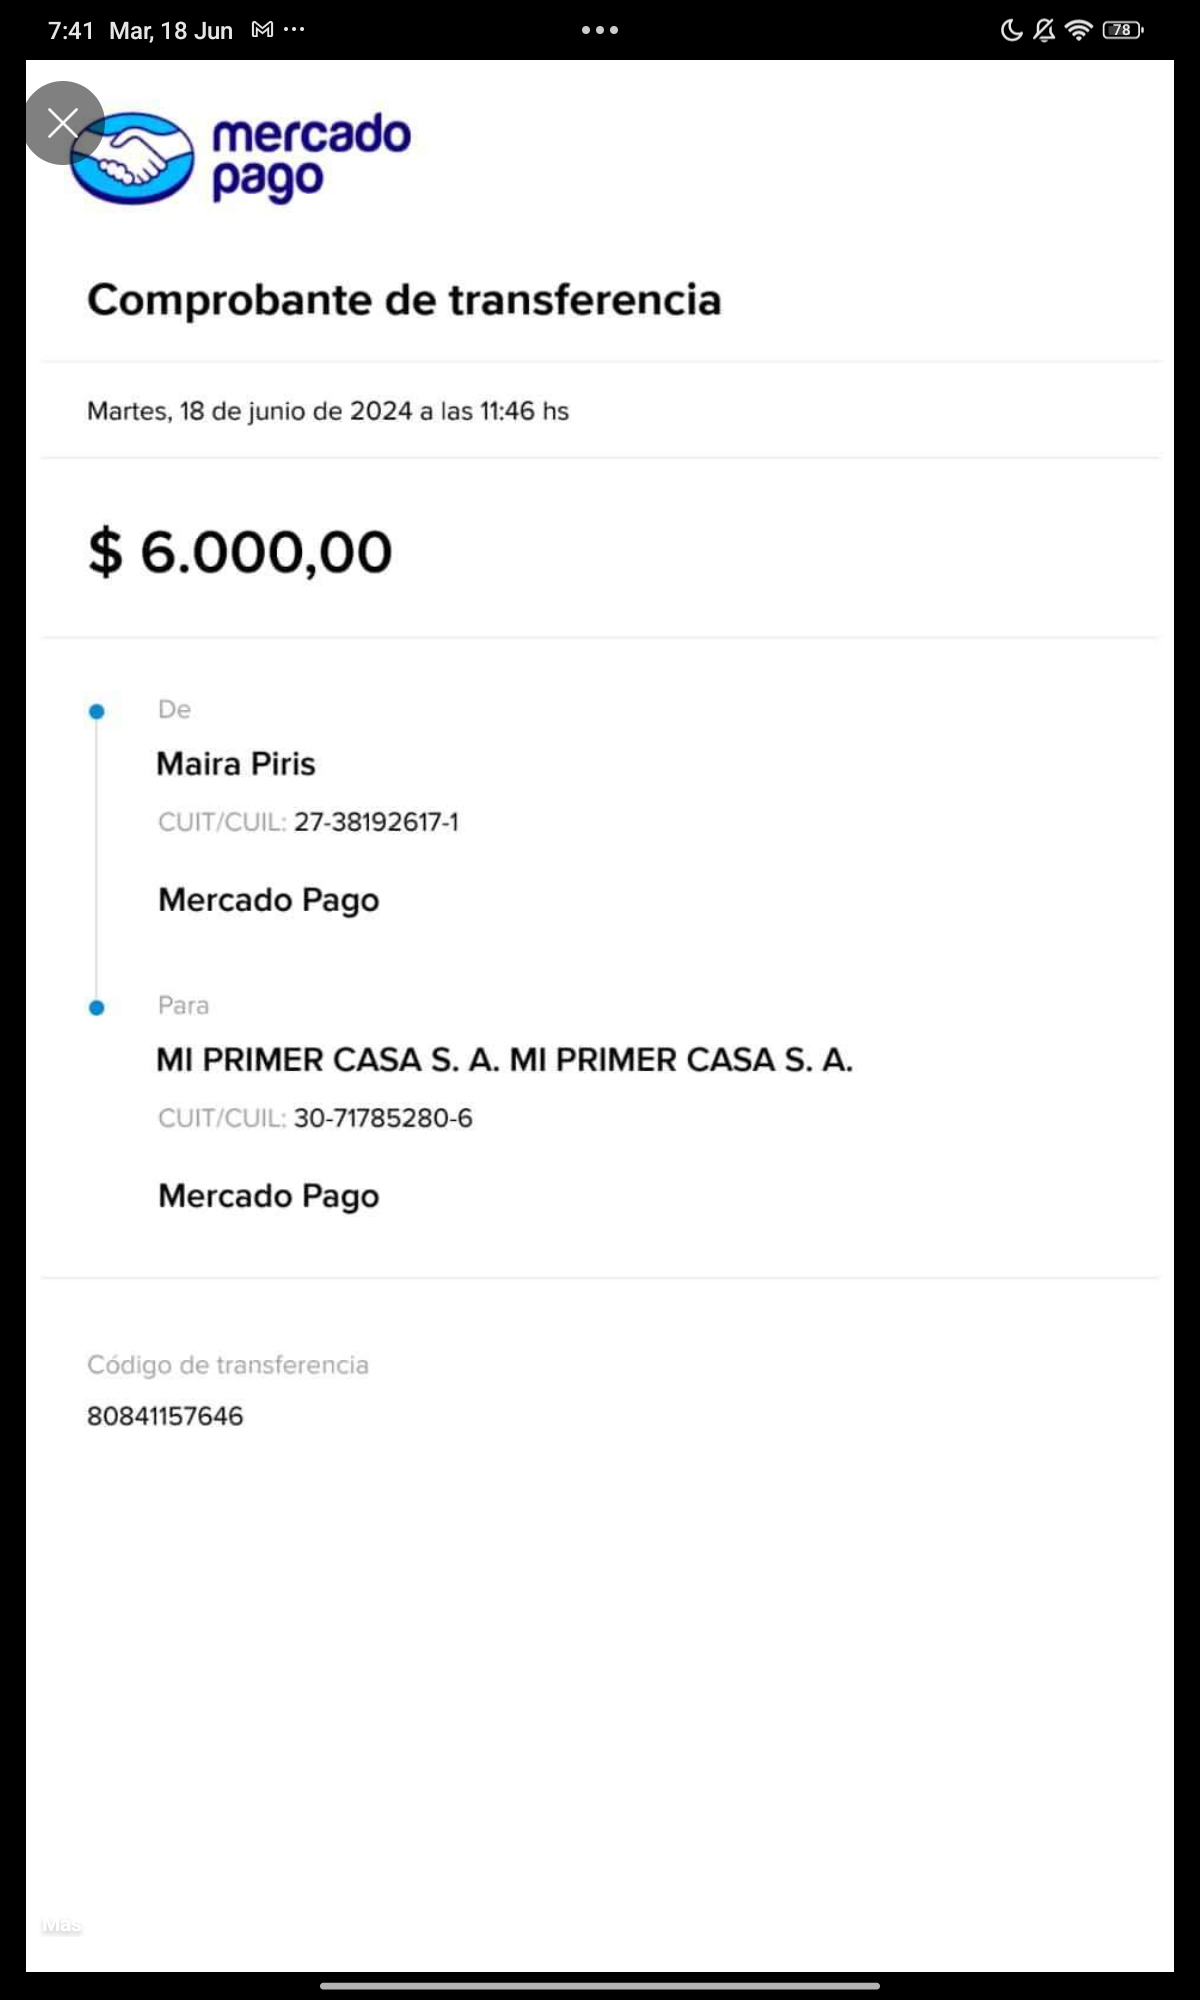 7:41 Mar, 18 Jun
78
mercado
pago
Comprobante de transferencia
Martes, 18 de junio de 2024 a las 11:46 hs
$ 6.000,00
De
Maira Piris
CUIT/CUIL: 27-38192617-1
Mercado Pago
Para
MI PRIMER CASA S. A. MI PRIMER CASA S. A.
CUIT/CUIL: 30-71785280-6
Mercado Pago
Código de transferencia
80841157646
Más